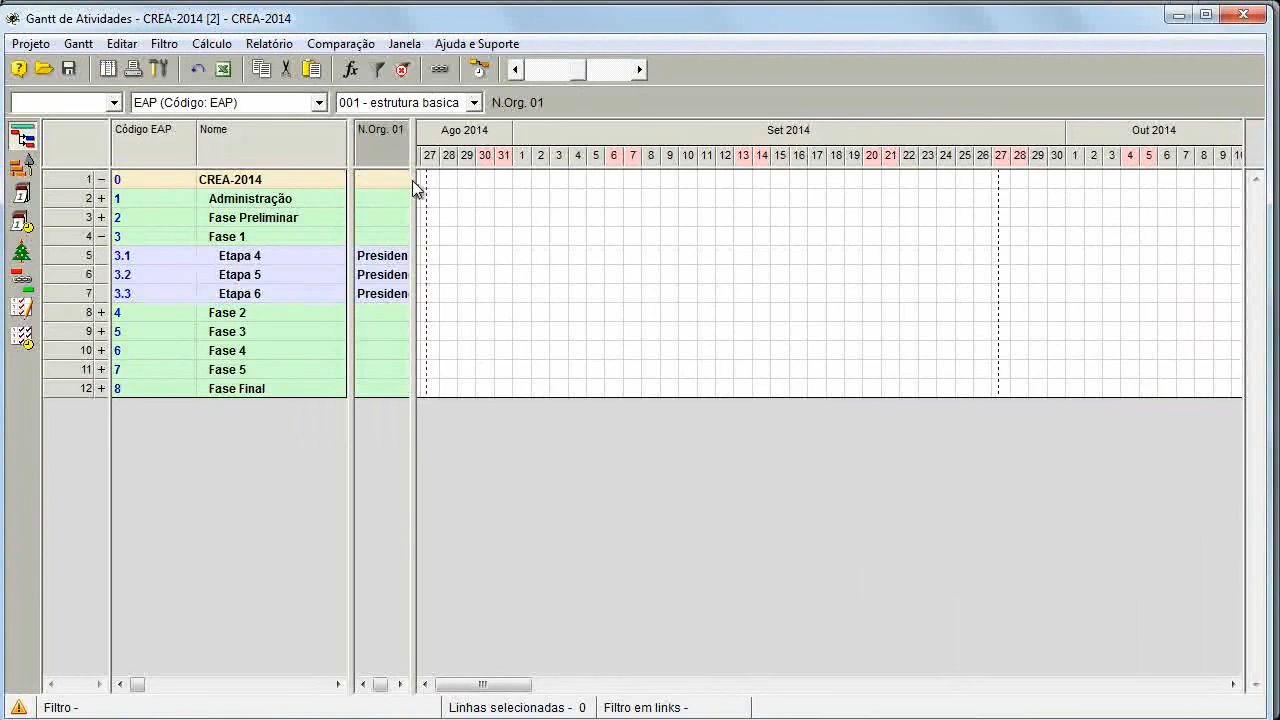 Gantt de Atividades - CREA-2014 [2] - CREA-2014
Projeto Gantt Editar Filtro Cálculo Relatório Comparação Janela Ajuda e Suporte
EAP (Código: EAP) 001 - estrutura basica N.Org. 01
Código EAP Nome N.Org. 01 Ago 2014 Set 2014 Out 2014
27 28 29 30 31 1 2 3 4 5 6 7 8 9 10 11 12 13 14 15 16 17 18 19 20 21 22 23 24 25 26 27 28 29 30 1 2 3 4 5 6 7 8 9
1 − 0 CREA-2014
2 + 1 Administração
3 + 2 Fase Preliminar
4 − 3 Fase 1
5 3.1 Etapa 4 Presiden
6 3.2 Etapa 5 Presiden
7 3.3 Etapa 6 Presiden
8 + 4 Fase 2
9 + 5 Fase 3
10 + 6 Fase 4
11 + 7 Fase 5
12 + 8 Fase Final
Filtro - Linhas selecionadas - 0 Filtro em links -